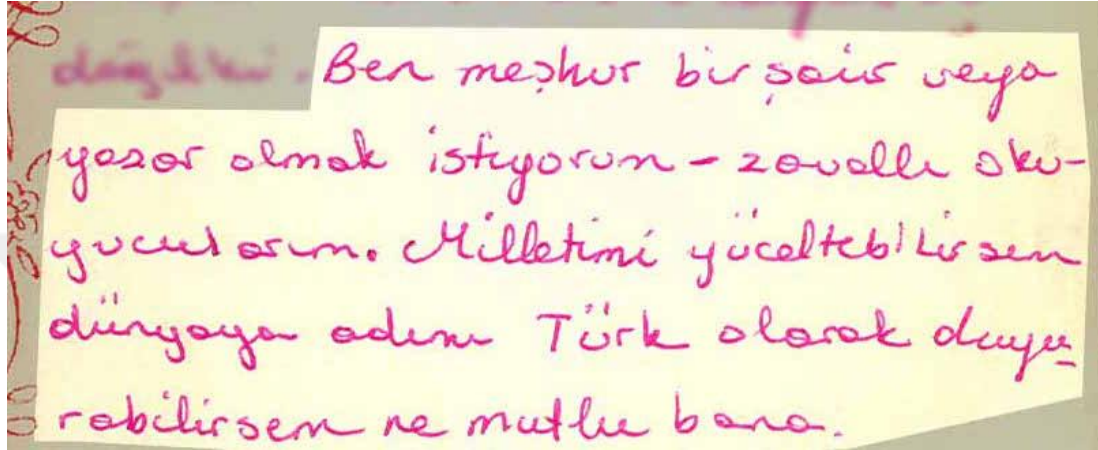 Ben meşhur bir şair veya
yazar olmak istiyorum - zavallı oku-
yucularım. Milletimi yüceltebilirsem
dünyaya adımı Türk olarak duyu-
rabilirsem ne mutlu bana.